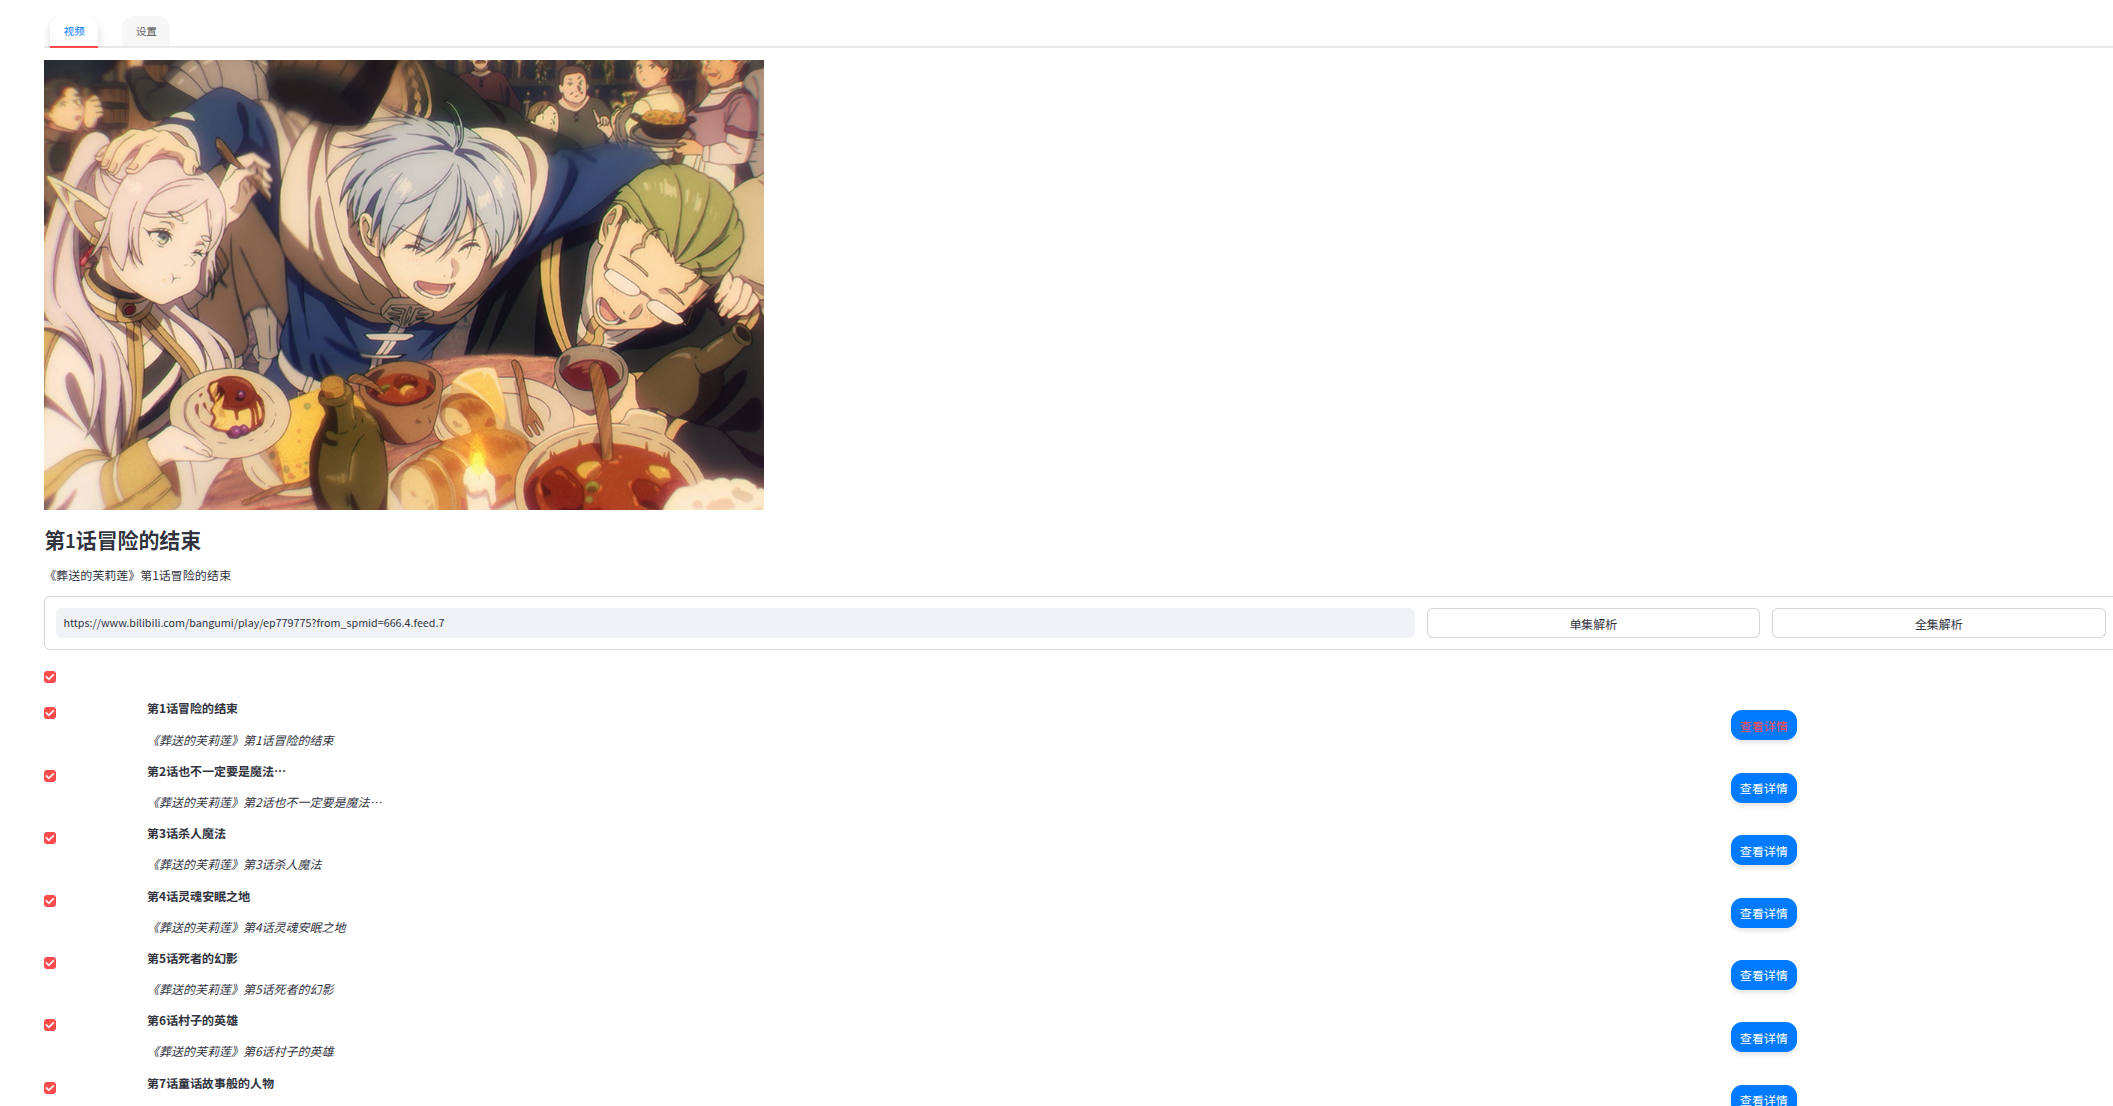 视频
设置
第1话冒险的结束
《葬送的芙莉莲》第1话冒险的结束
https://www.bilibili.com/bangumi/play/ep779775?from_spmid=666.4.feed.7
单集解析
全集解析
第1话冒险的结束
查看详情
《葬送的芙莉莲》第1话冒险的结束
第2话也不一定要是魔法…
查看详情
《葬送的芙莉莲》第2话也不一定要是魔法…
第3话杀人魔法
查看详情
《葬送的芙莉莲》第3话杀人魔法
第4话灵魂安眠之地
查看详情
《葬送的芙莉莲》第4话灵魂安眠之地
第5话死者的幻影
查看详情
《葬送的芙莉莲》第5话死者的幻影
第6话村子的英雄
查看详情
《葬送的芙莉莲》第6话村子的英雄
第7话童话故事般的人物
查看详情